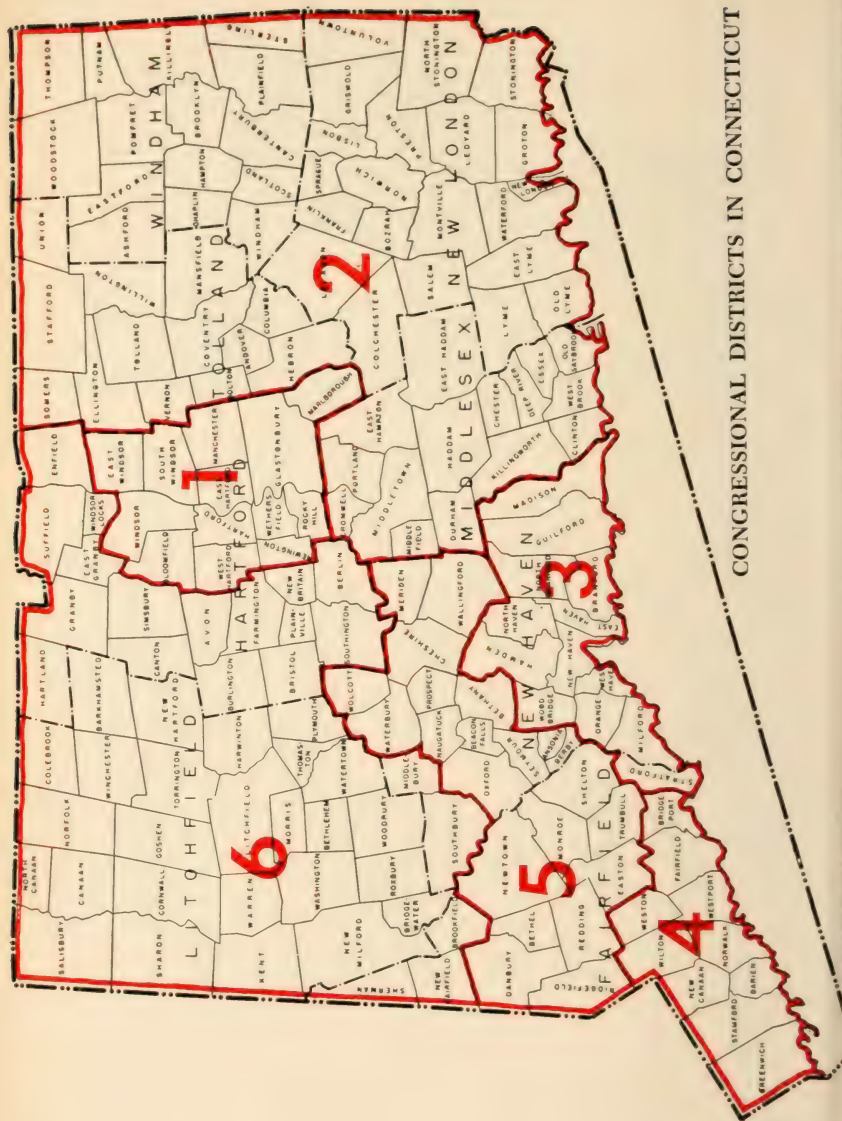 CONGRESSIONAL DISTRICTS IN CONNECTICUT
LITCHFIELD
HARTFORD
TOLLAND
WINDHAM
FAIRFIELD
NEW HAVEN
MIDDLESEX
NEW LONDON
1
2
3
4
5
6
SALISBURY
NORTH CANAAN
CANAAN
NORFOLK
COLEBROOK
HARTLAND
GRANBY
SUFFIELD
ENFIELD
SOMERS
STAFFORD
UNION
WOODSTOCK
THOMPSON
SHARON
CORNWALL
GOSHEN
TORRINGTON
WINCHESTER
BARKHAMSTED
NEW HARTFORD
CANTON
SIMSBURY
EAST GRANBY
WINDSOR LOCKS
EAST WINDSOR
ELLINGTON
WILLINGTON
ASHFORD
EASTFORD
POMFRET
PUTNAM
KENT
WARREN
LITCHFIELD
HARWINTON
BURLINGTON
AVON
BLOOMFIELD
WINDSOR
SOUTH WINDSOR
VERNON
TOLLAND
MANSFIELD
CHAPLIN
HAMPTON
BROOKLYN
STERLING
NEW MILFORD
WASHINGTON
MORRIS
BETHLEHEM
THOMASTON
PLYMOUTH
BRISTOL
FARMINGTON
PLAINVILLE
NEW BRITAIN
WEST HARTFORD
HARTFORD
EAST HARTFORD
MANCHESTER
BOLTON
COVENTRY
ANDOVER
COLUMBIA
WINDHAM
SCOTLAND
CANTERBURY
PLAINFIELD
SHERMAN
BRIDGEWATER
ROXBURY
WOODBURY
WATERTOWN
WOLCOTT
SOUTHINGTON
BERLIN
NEWINGTON
WETHERSFIELD
ROCKY HILL
GLASTONBURY
MARLBOROUGH
HEBRON
FRANKLIN
SPRAGUE
LISBON
GRISWOLD
VOLUNTOWN
NEW FAIRFIELD
BROOKFIELD
SOUTHBURY
MIDDLEBURY
WATERBURY
NAUGATUCK
PROSPECT
CHESHIRE
MERIDEN
MIDDLEFIELD
CROMWELL
MIDDLETOWN
PORTLAND
EAST HAMPTON
COLCHESTER
BOZRAH
NORWICH
PRESTON
NORTH STONINGTON
DANBURY
BETHEL
NEWTOWN
OXFORD
BEACON FALLS
BETHANY
WALLINGFORD
DURHAM
HADDAM
EAST HADDAM
SALEM
MONTVILLE
LEDYARD
STONINGTON
RIDGEFIELD
REDDING
MONROE
SEYMOUR
ANSONIA
DERBY
WOODBRIDGE
HAMDEN
NORTH HAVEN
KILLINGWORTH
CHESTER
DEEP RIVER
ESSEX
LYME
EAST LYME
WATERFORD
NEW LONDON
GROTON
EASTON
TRUMBULL
SHELTON
ORANGE
NEW HAVEN
WEST HAVEN
EAST HAVEN
BRANFORD
GUILFORD
MADISON
CLINTON
WEST BROOK
OLD SAYBROOK
OLD LYME
WILTON
WESTON
FAIRFIELD
BRIDGEPORT
STRATFORD
MILFORD
GREENWICH
STAMFORD
NEW CANAAN
NORWALK
DARIEN
WESTPORT